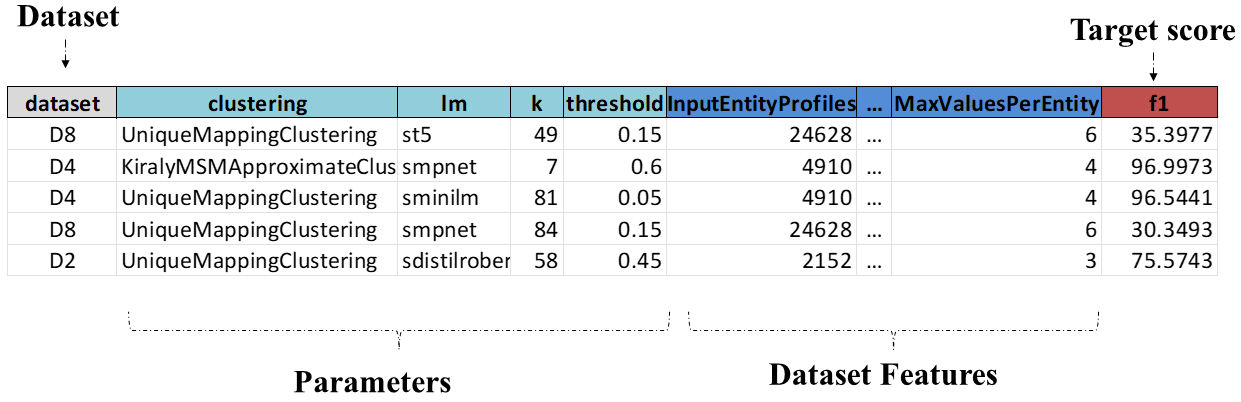 Dataset
Target score
dataset clustering lm k threshold InputEntityProfiles ... MaxValuesPerEntity f1
D8 UniqueMappingClustering st5 49 0.15 24628 ... 6 35.3977
D4 KiralyMSMApproximateClus smpnet 7 0.6 4910 ... 4 96.9973
D4 UniqueMappingClustering sminilm 81 0.05 4910 ... 4 96.5441
D8 UniqueMappingClustering smpnet 84 0.15 24628 ... 6 30.3493
D2 UniqueMappingClustering sdistilrober 58 0.45 2152 ... 3 75.5743
Parameters
Dataset Features